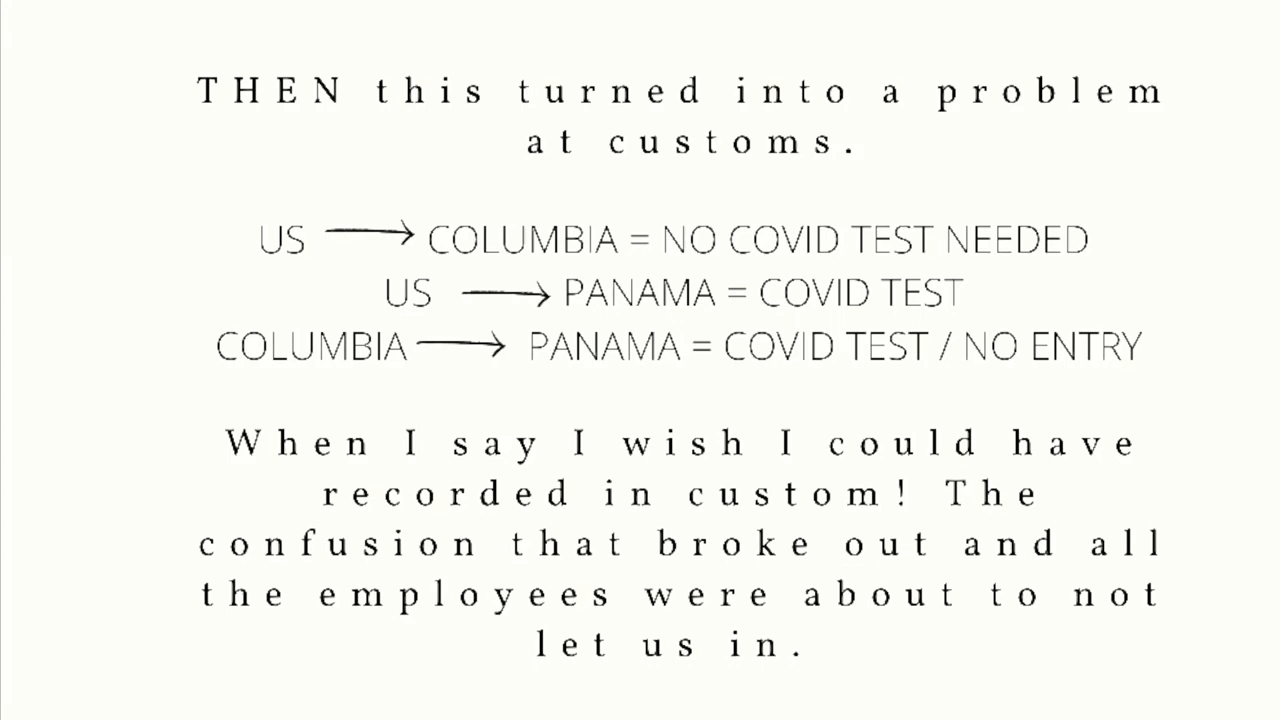 THEN this turned into a problem
at customs.
US → COLUMBIA = NO COVID TEST NEEDED
US → PANAMA = COVID TEST
COLUMBIA → PANAMA = COVID TEST / NO ENTRY
When I say I wish I could have
recorded in custom! The
confusion that broke out and all
the employees were about to not
let us in.